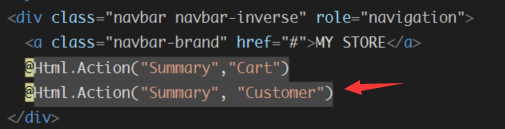 <div class="navbar navbar-inverse" role="navigation">
<a class="navbar-brand" href="#">MY STORE</a>
@Html.Action("Summary","Cart")
@Html.Action("Summary", "Customer")
</div>